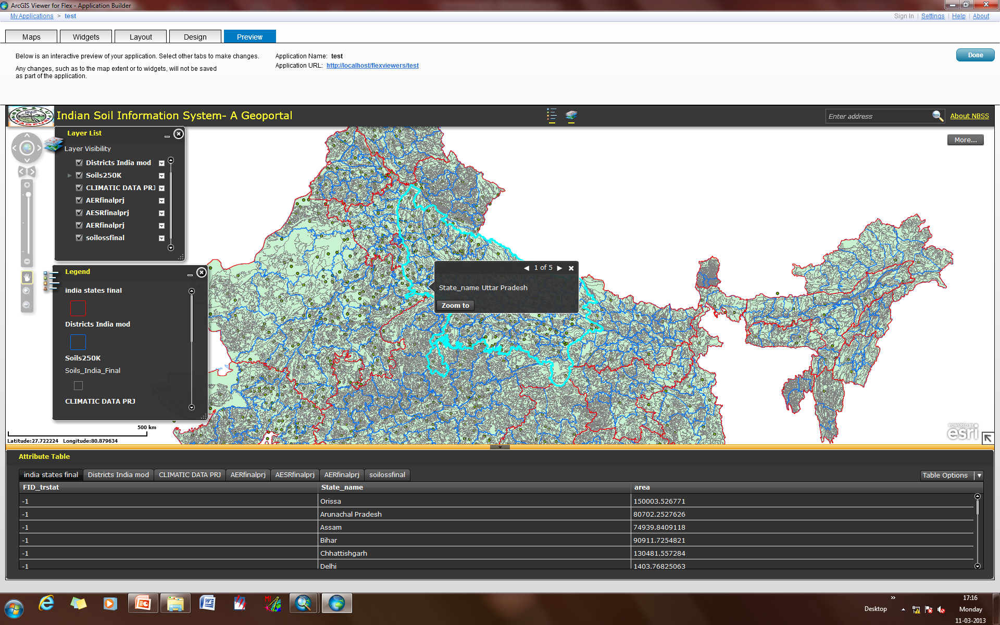 ArcGIS Viewer for Flex - Application Builder
MyApplications > test
Sign In | Settings | Help | About
Maps Widgets Layout Design Preview
Below is an interactive preview of your application. Select other tabs to make changes.
Any changes, such as to the map extent or to widgets, will not be saved
as part of the application.
Application Name: test
Application URL: http://localhost/flexviewers/test
Done
Indian Soil Information System- A Geoportal
Enter address
About NBSS
More...
Layer List
Layer Visibility
Districts India mod
Soils250K
CLIMATIC DATA PRJ
AERfinalprj
AESRfinalprj
AERfinalprj
soilossfinal
Legend
india states final
Districts India mod
Soils250K
Soils_India_Final
CLIMATIC DATA PRJ
1 of 5
State_name Uttar Pradesh
Zoom to
500 km
Latitude:27.722224 Longitude:80.879634
POWERED BY
esri
Attribute Table
india states final Districts India mod CLIMATIC DATA PRJ AERfinalprj AESRfinalprj AERfinalprj soilossfinal
Table Options
FID_trstat State_name area
-1 Orissa 150003.526771
-1 Arunachal Pradesh 80702.2527626
-1 Assam 74939.8409118
-1 Bihar 90911.7254821
-1 Chhattishgarh 130481.557284
-1 Delhi 1403.76825063
Desktop
17:16
Monday
11-03-2013